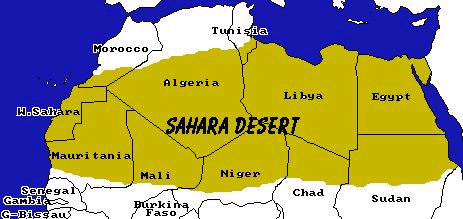 Tunisia
Morocco
Algeria
Libya
Egypt
W.Sahara
SAHARA DESERT
Mauritania
Mali
Niger
Chad
Sudan
Senegal
Gambia
G-Bissau
Burkina
Faso